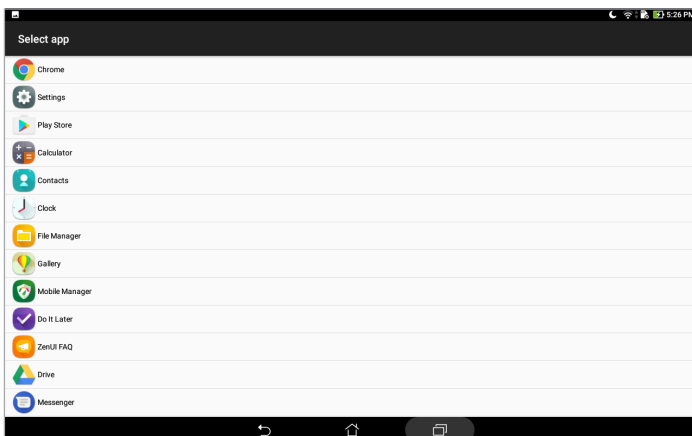 5:26 PM
Select app
Chrome
Settings
Play Store
Calculator
Contacts
Clock
File Manager
Gallery
Mobile Manager
Do It Later
ZenUI FAQ
Drive
Messenger